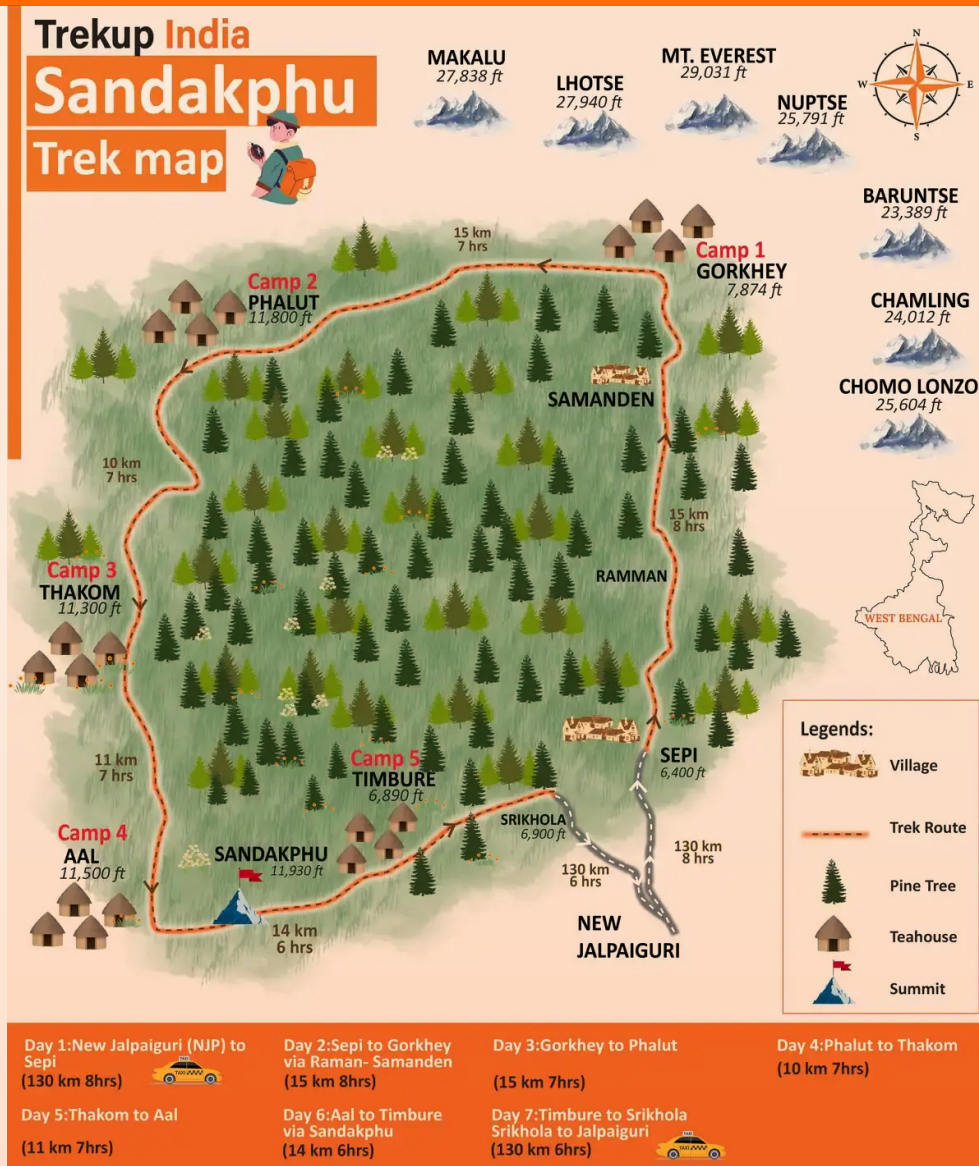 Trekup India
Sandakphu
Trek map
MAKALU
27,838 ft
LHOTSE
27,940 ft
MT. EVEREST
29,031 ft
NUPTSE
25,791 ft
N
W
E
S
BARUNTSE
23,389 ft
CHAMLING
24,012 ft
CHOMO LONZO
25,604 ft
15 km
7 hrs
Camp 1
GORKHEY
7,874 ft
Camp 2
PHALUT
11,800 ft
SAMANDEN
10 km
7 hrs
15 km
8 hrs
RAMMAN
Camp 3
THAKOM
11,300 ft
WEST BENGAL
11 km
7 hrs
Camp 5
TIMBURE
6,890 ft
SEPI
6,400 ft
SRIKHOLA
6,900 ft
Camp 4
AAL
11,500 ft
SANDAKPHU
11,930 ft
130 km
6 hrs
130 km
8 hrs
14 km
6 hrs
NEW
JALPAIGURI
Legends:
Village
Trek Route
Pine Tree
Teahouse
Summit
Day 1:New Jalpaiguri (NJP) to
Sepi
(130 km 8hrs)
TAXI
Day 2:Sepi to Gorkhey
via Raman- Samanden
(15 km 8hrs)
Day 3:Gorkhey to Phalut
(15 km 7hrs)
Day 4:Phalut to Thakom
(10 km 7hrs)
Day 5:Thakom to Aal
(11 km 7hrs)
Day 6:Aal to Timbure
via Sandakphu
(14 km 6hrs)
Day 7:Timbure to Srikhola
Srikhola to Jalpaiguri
(130 km 6hrs)
TAXI